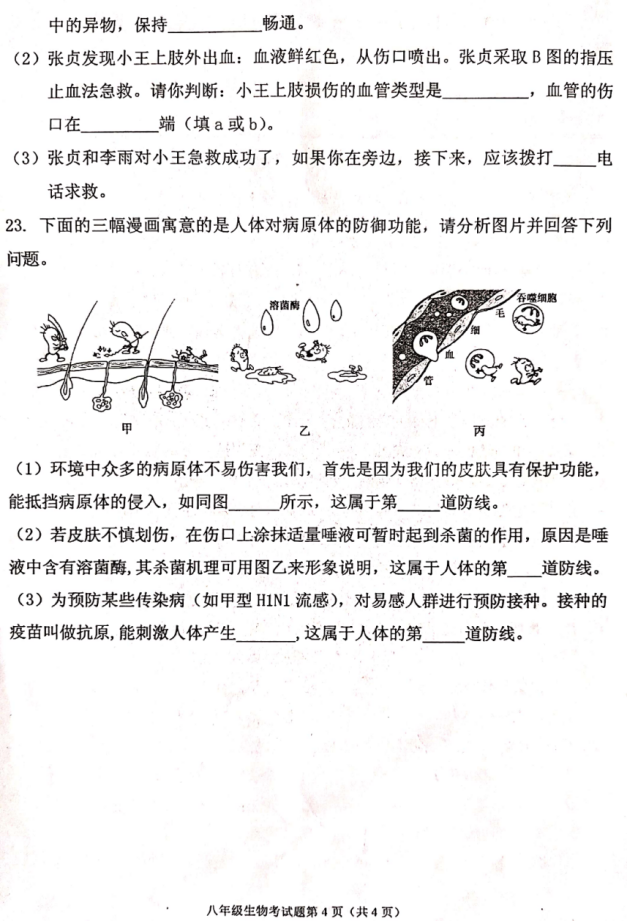 中的异物，保持__________畅通。
（2）张贞发现小王上肢外出血：血液鲜红色，从伤口喷出。张贞采取 B 图的指压
止血法急救。请你判断：小王上肢损伤的血管类型是_________，血管的伤
口在________端（填 a 或 b）。
（3）张贞和李雨对小王急救成功了，如果你在旁边，接下来，应该拨打____电
话求救。
23. 下面的三幅漫画寓意的是人体对病原体的防御功能，请分析图片并回答下列
问题。
溶菌酶
吞噬细胞
毛
细
血
管
甲
乙
丙
（1）环境中众多的病原体不易伤害我们，首先是因为我们的皮肤具有保护功能，
能抵挡病原体的侵入，如同图_____所示，这属于第____道防线。
（2）若皮肤不慎划伤，在伤口上涂抹适量唾液可暂时起到杀菌的作用，原因是唾
液中含有溶菌酶,其杀菌机理可用图乙来形象说明，这属于人体的第___道防线。
（3）为预防某些传染病（如甲型 H1N1 流感），对易感人群进行预防接种。接种的
疫苗叫做抗原,能刺激人体产生______,这属于人体的第____道防线。
八年级生物考试题第 4 页（共 4 页）